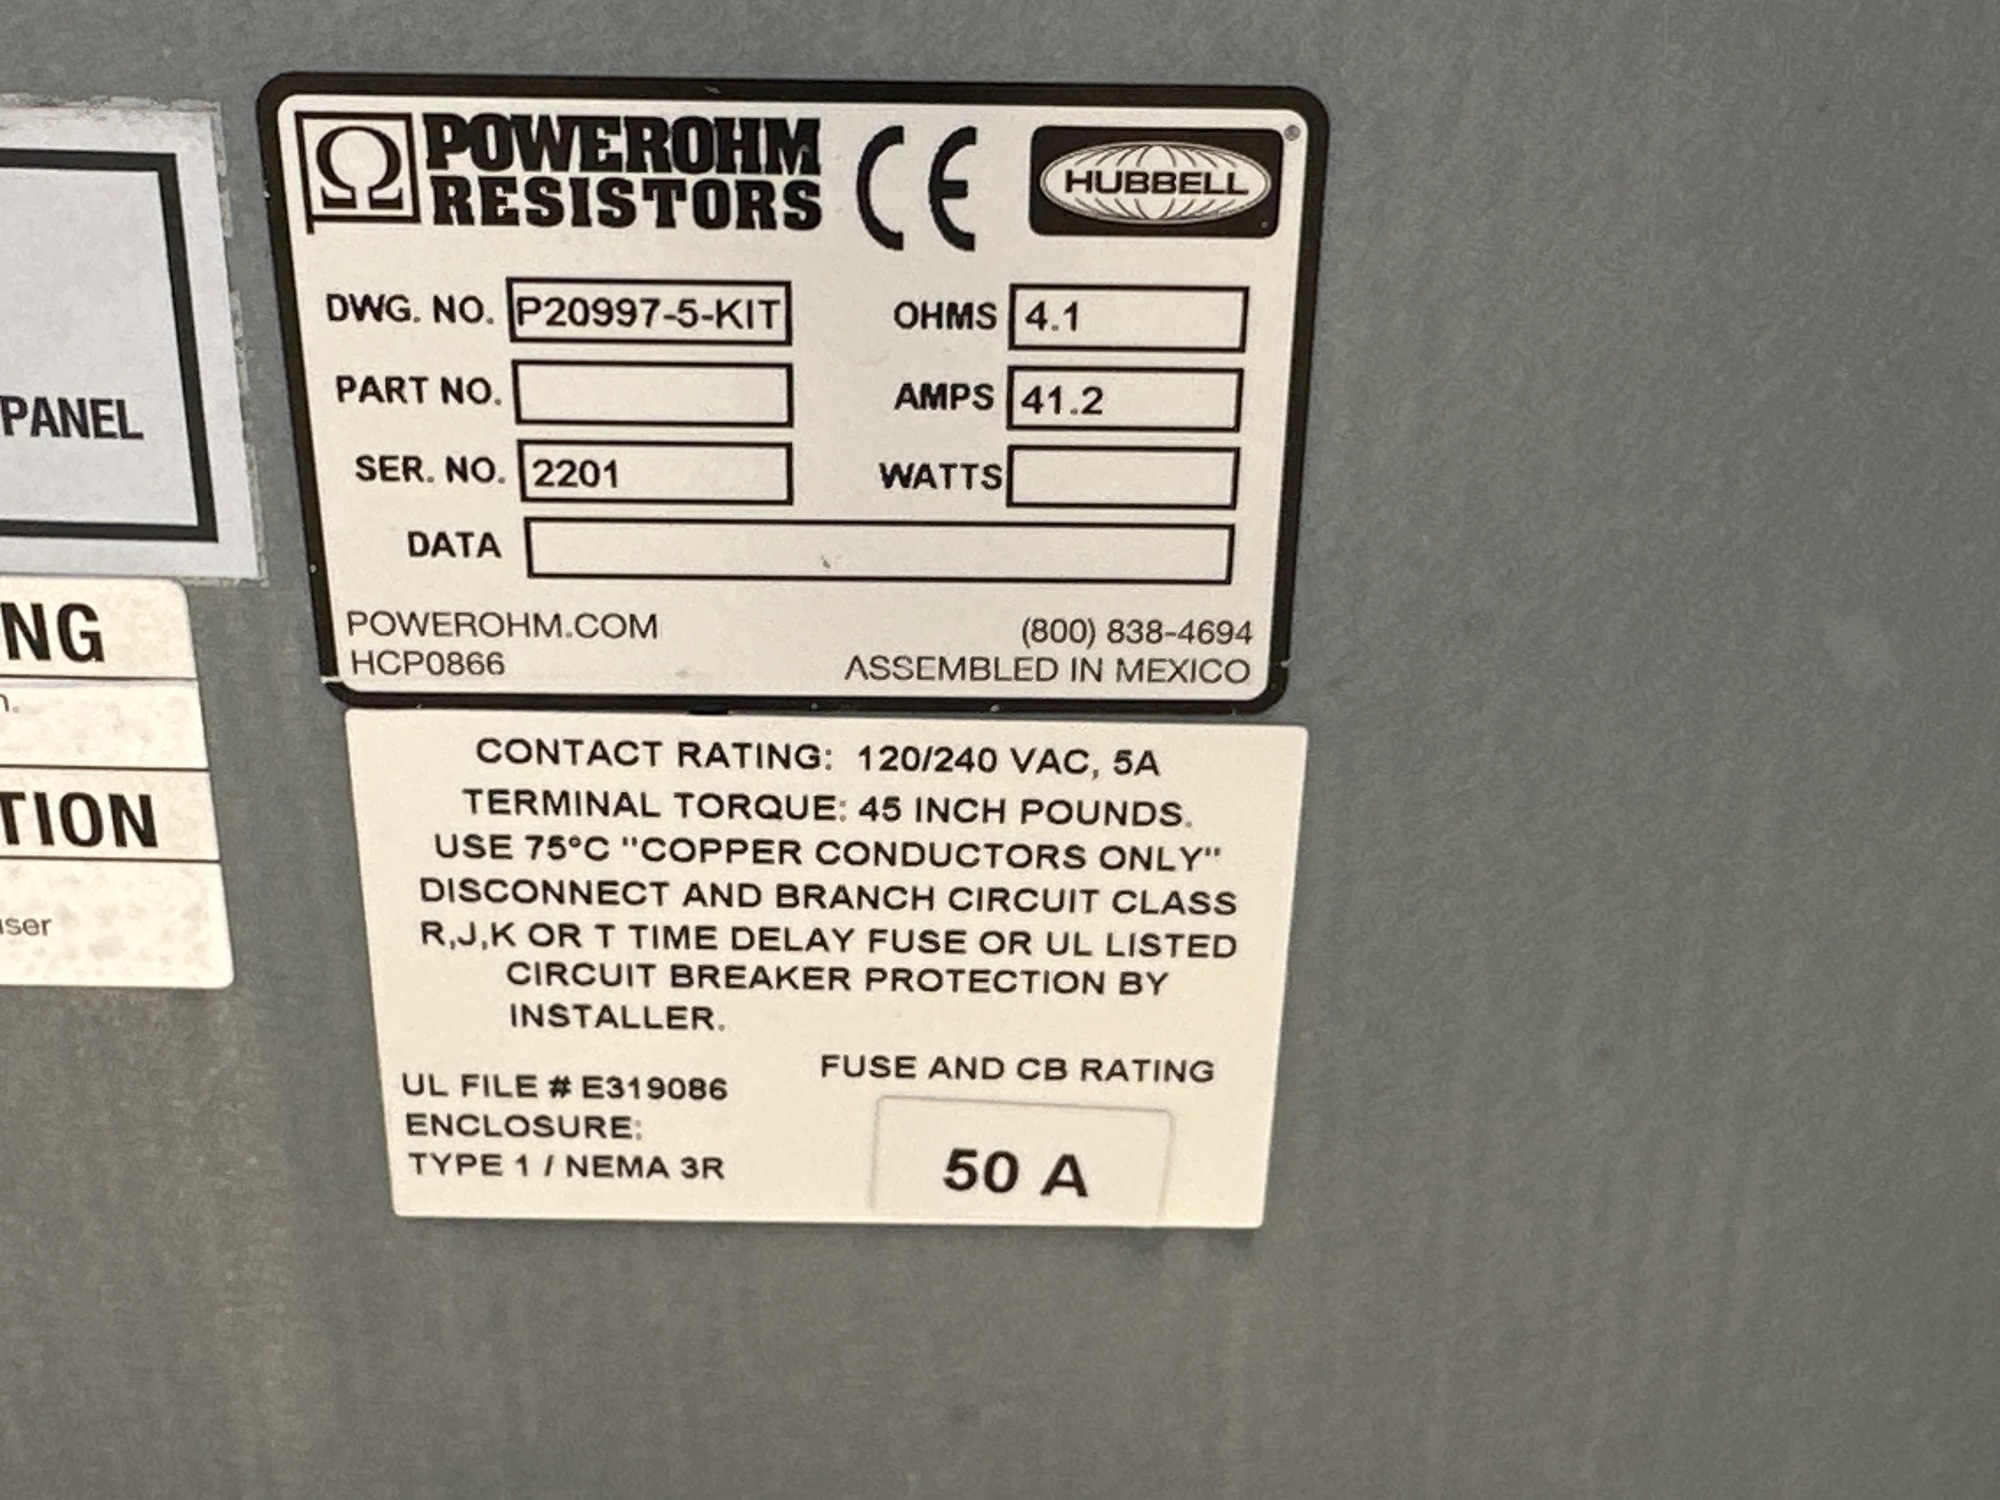 PANEL
NG
n.
TION
user
Ω POWEROHM
RESISTORS
CE
HUBBELL®
DWG. NO. P20997-5-KIT
OHMS 4.1
PART NO.
AMPS 41.2
SER. NO. 2201
WATTS
DATA
POWEROHM.COM
(800) 838-4694
HCP0866
ASSEMBLED IN MEXICO
CONTACT RATING: 120/240 VAC, 5A
TERMINAL TORQUE: 45 INCH POUNDS.
USE 75°C "COPPER CONDUCTORS ONLY"
DISCONNECT AND BRANCH CIRCUIT CLASS
R,J,K OR T TIME DELAY FUSE OR UL LISTED
CIRCUIT BREAKER PROTECTION BY
INSTALLER.
FUSE AND CB RATING
50 A
UL FILE # E319086
ENCLOSURE:
TYPE 1 / NEMA 3R